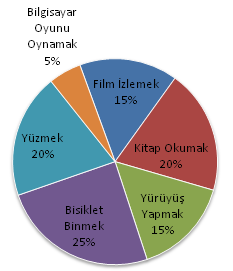 Bilgisayar
Oyunu
Oynamak
5%
Film İzlemek
15%
Kitap Okumak
20%
Yürüyüş
Yapmak
15%
Bisiklet
Binmek
25%
Yüzmek
20%